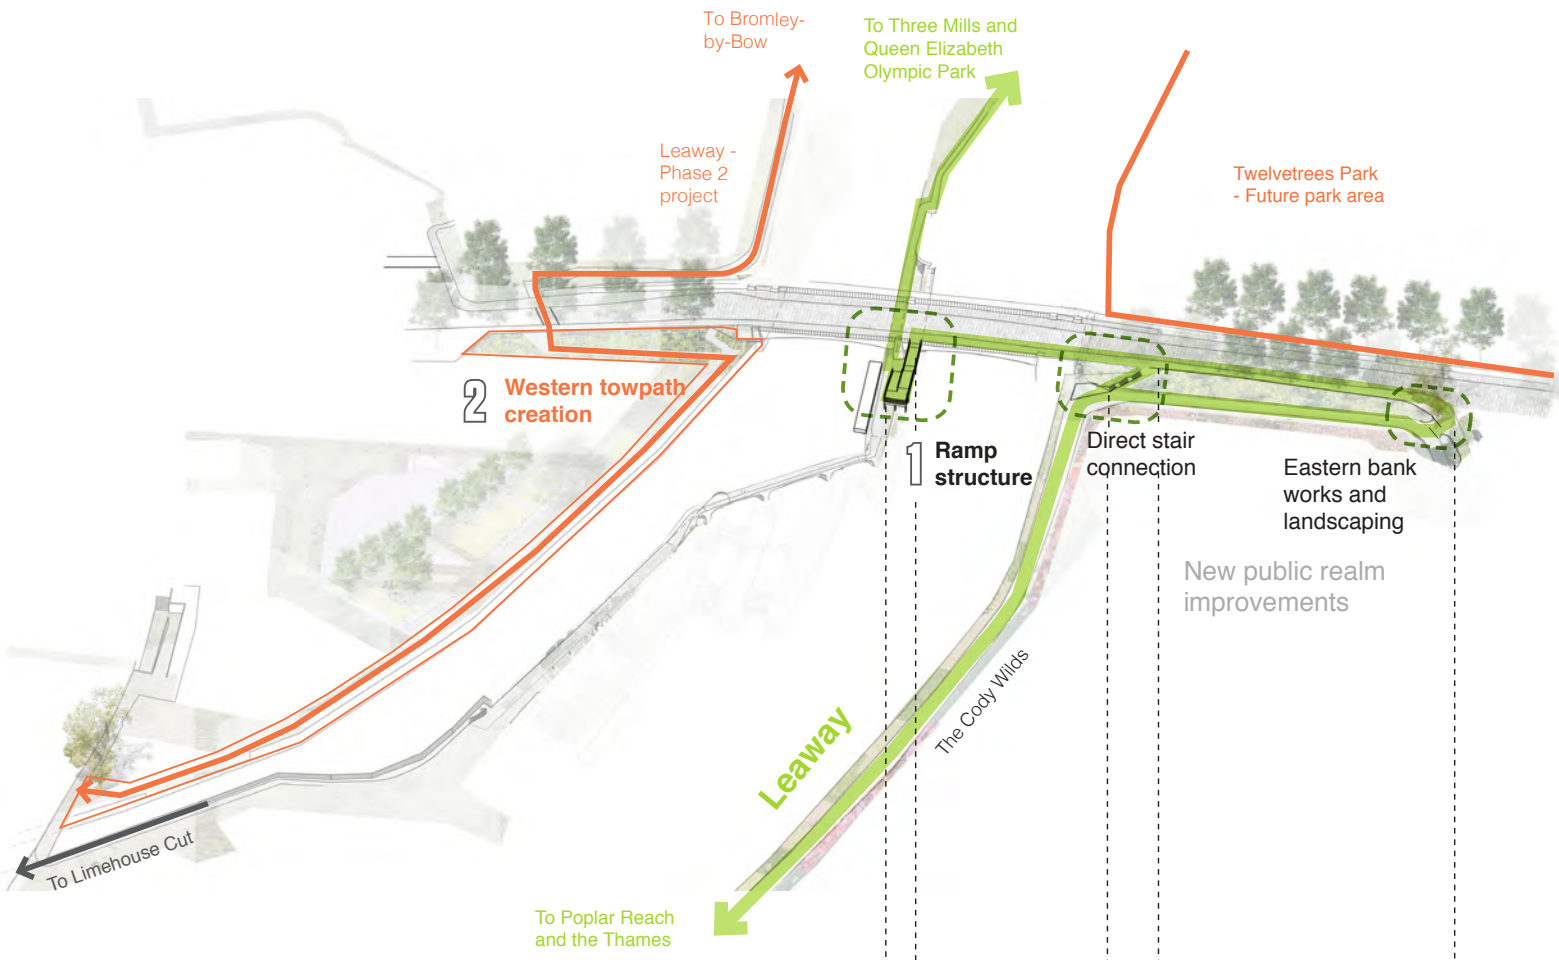 To Bromley-
by-Bow
To Three Mills and
Queen Elizabeth
Olympic Park
Leaway -
Phase 2
project
Twelvetrees Park
- Future park area
2
Western towpath
creation
1
Ramp
structure
Direct stair
connection
Eastern bank
works and
landscaping
New public realm
improvements
The Cody Wilds
Leaway
To Limehouse Cut
To Poplar Reach
and the Thames